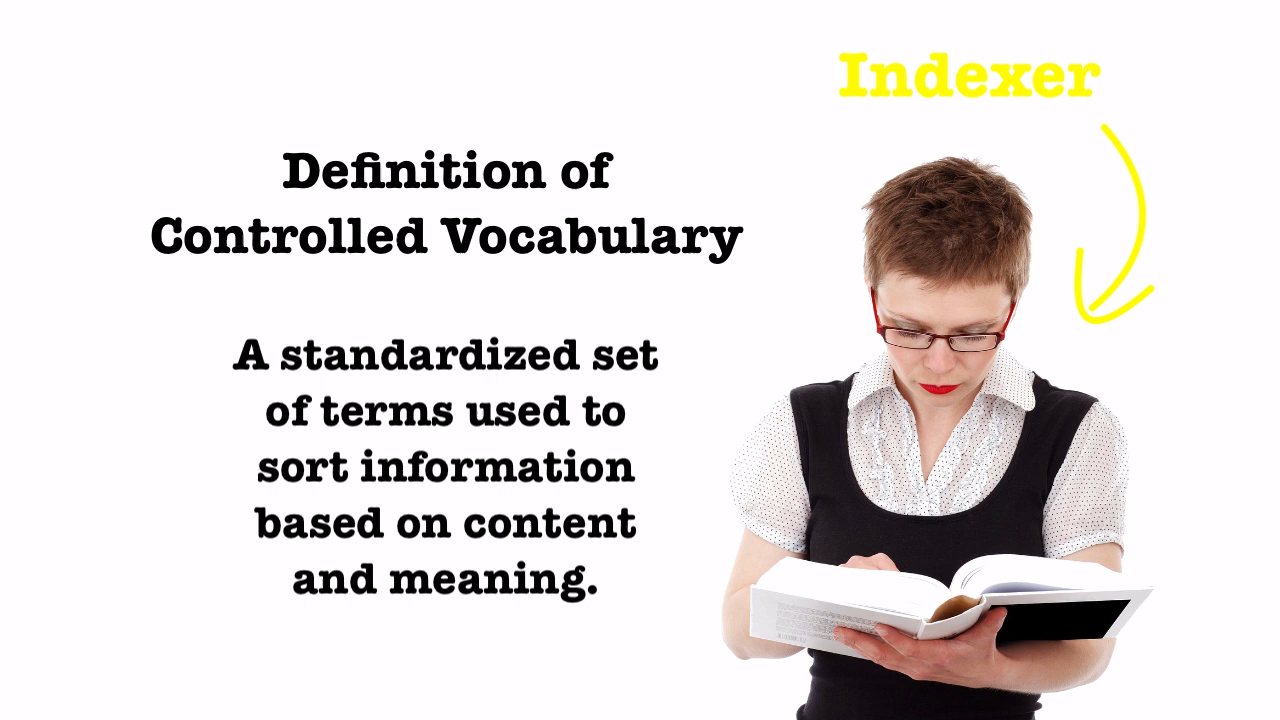 Indexer
Definition of
Controlled Vocabulary
A standardized set
of terms used to
sort information
based on content
and meaning.